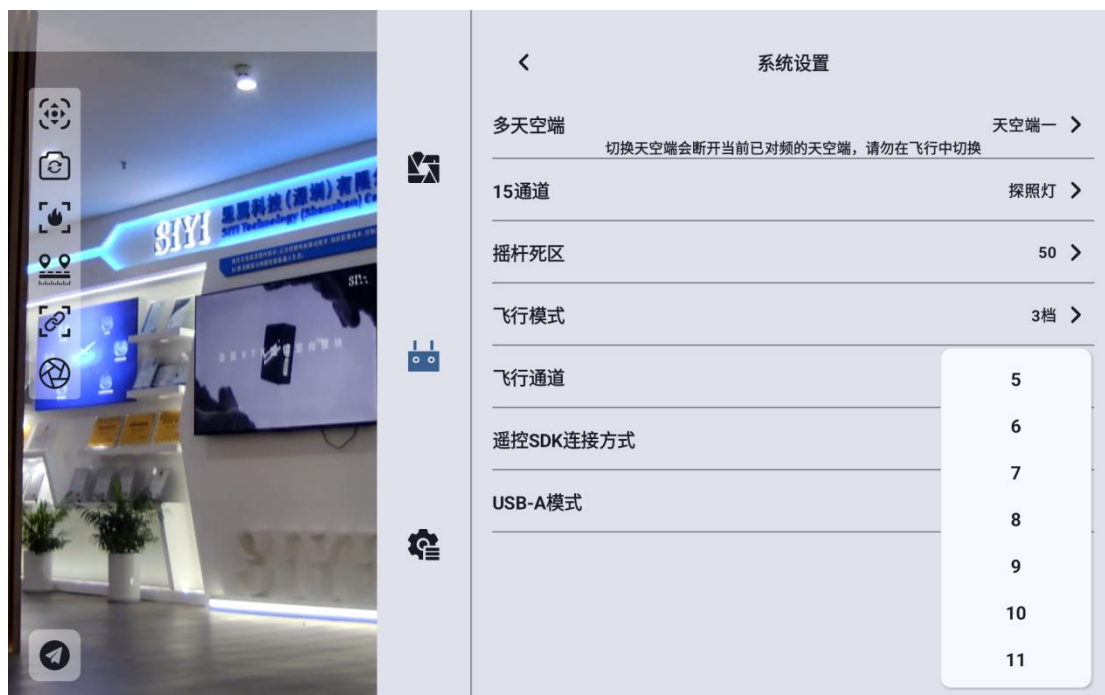 系统设置
多天空端
天空端一
切换天空端会断开当前已对频的天空端，请勿在飞行中切换
15通道
探照灯
摇杆死区
50
飞行模式
3档
飞行通道
遥控SDK连接方式
USB-A模式
5
6
7
8
9
10
11
SIYI
思翼科技（深圳）有限公
SIYI Technology (Shenzhen) Co
SIYI